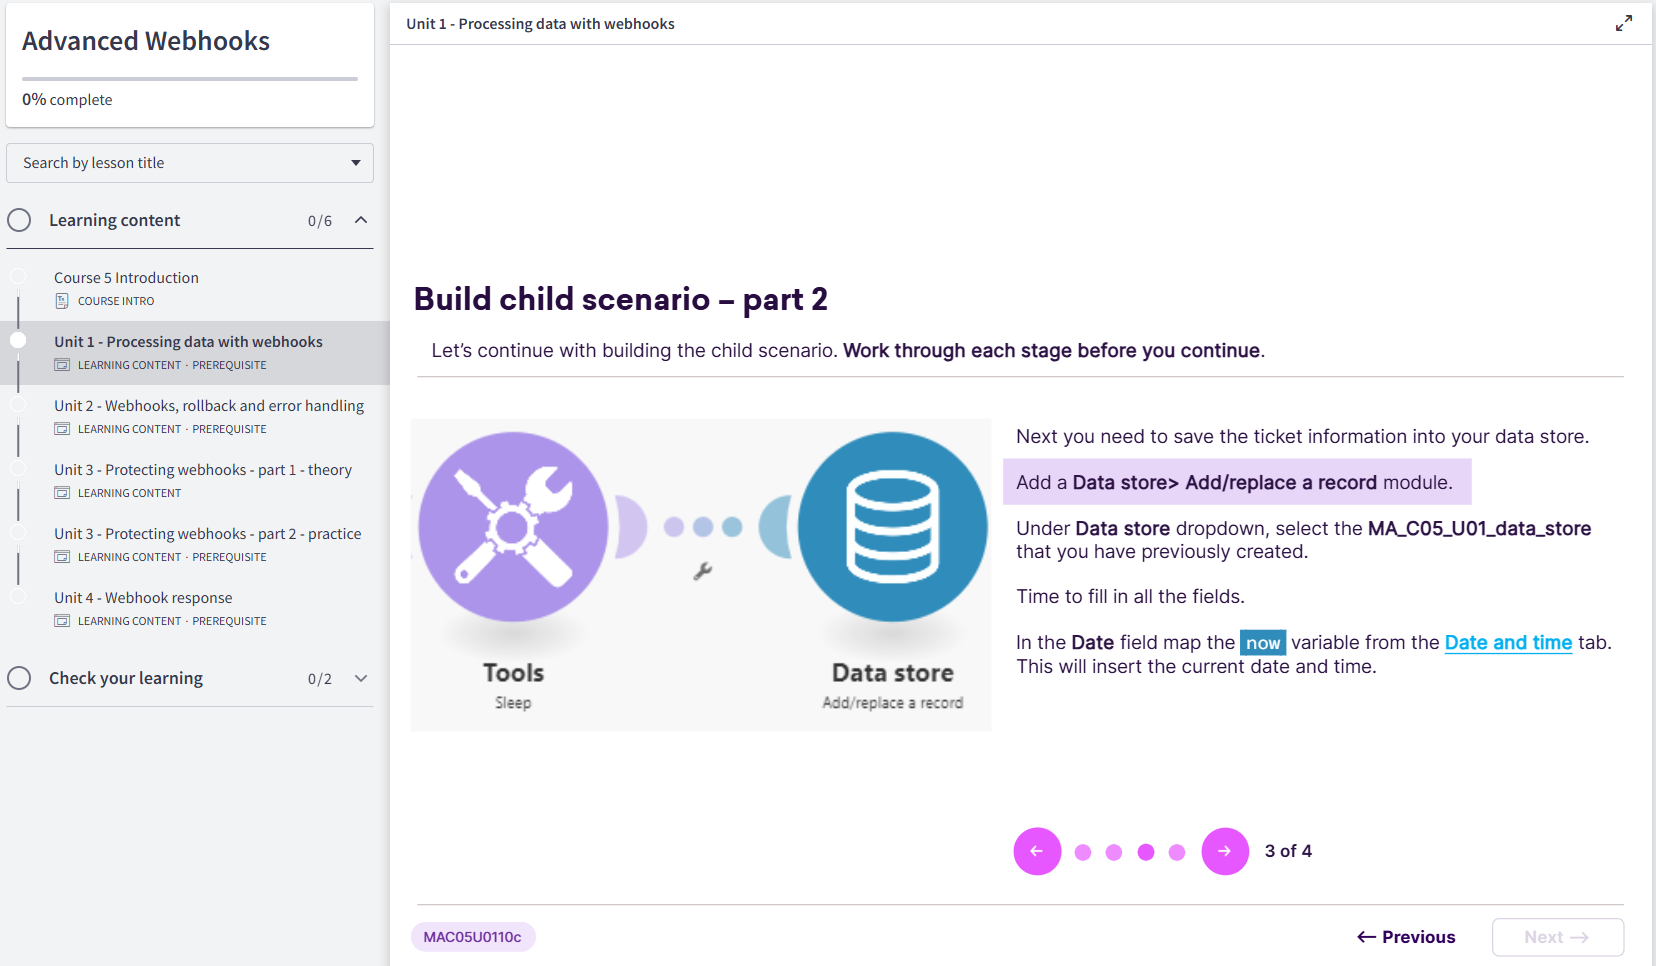 Advanced Webhooks
0% complete
Search by lesson title
Learning content 0/6
Course 5 Introduction
COURSE INTRO
Unit 1 - Processing data with webhooks
LEARNING CONTENT · PREREQUISITE
Unit 2 - Webhooks, rollback and error handling
LEARNING CONTENT · PREREQUISITE
Unit 3 - Protecting webhooks - part 1 - theory
LEARNING CONTENT
Unit 3 - Protecting webhooks - part 2 - practice
LEARNING CONTENT · PREREQUISITE
Unit 4 - Webhook response
LEARNING CONTENT · PREREQUISITE
Check your learning 0/2
Unit 1 - Processing data with webhooks
Build child scenario – part 2
Let’s continue with building the child scenario. Work through each stage before you continue.
Tools
Sleep
Data store
Add/replace a record
Next you need to save the ticket information into your data store.
Add a Data store> Add/replace a record module.
Under Data store dropdown, select the MA_C05_U01_data_store
that you have previously created.
Time to fill in all the fields.
In the Date field map the now variable from the Date and time tab.
This will insert the current date and time.
3 of 4
MAC05U0110c
← Previous
Next →